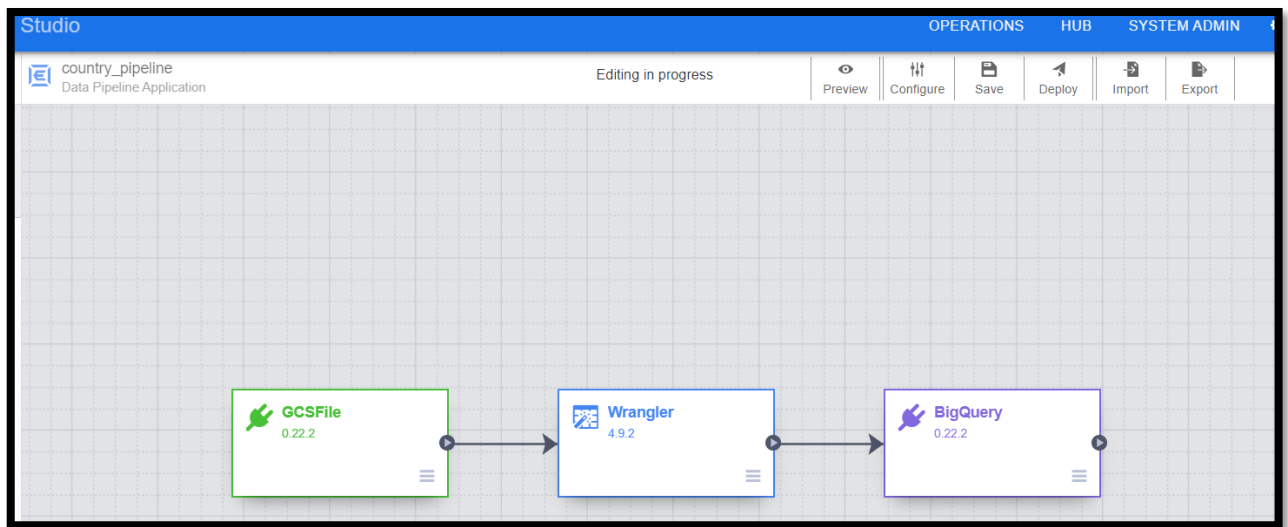 Studio
OPERATIONS HUB SYSTEM ADMIN
country_pipeline
Data Pipeline Application
Editing in progress
Preview
Configure
Save
Deploy
Import
Export
GCSFile
0.22.2
Wrangler
4.9.2
BigQuery
0.22.2